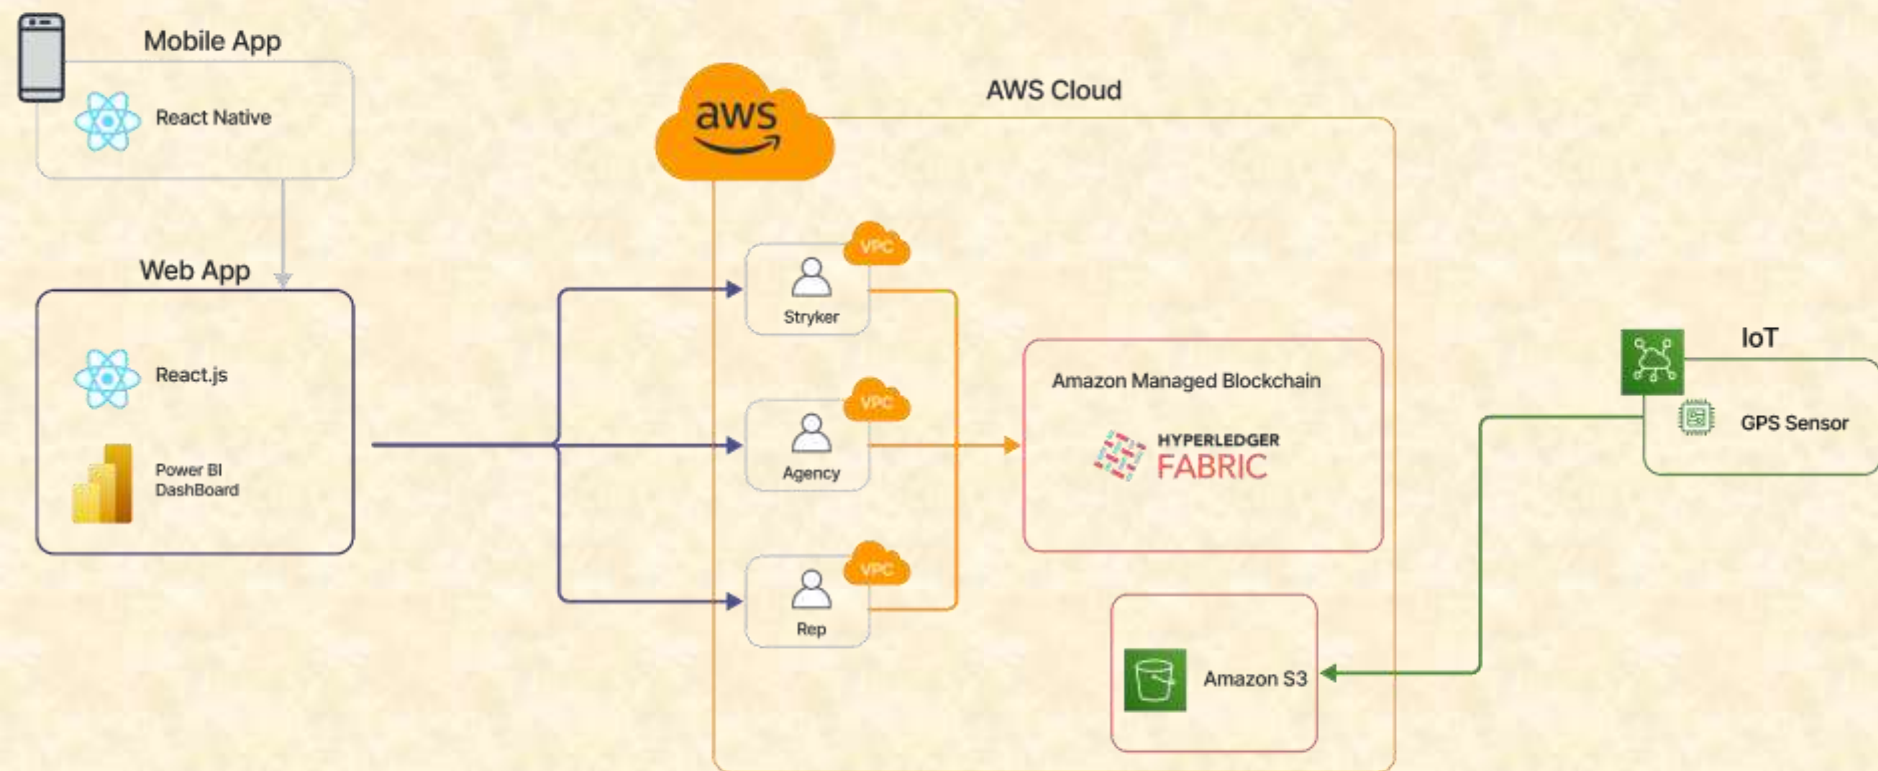 Mobile App
React Native
Web App
React.js
Power BI
DashBoard
aws
AWS Cloud
VPC
Stryker
VPC
Agency
VPC
Rep
Amazon Managed Blockchain
HYPERLEDGER
FABRIC
Amazon S3
IoT
GPS Sensor